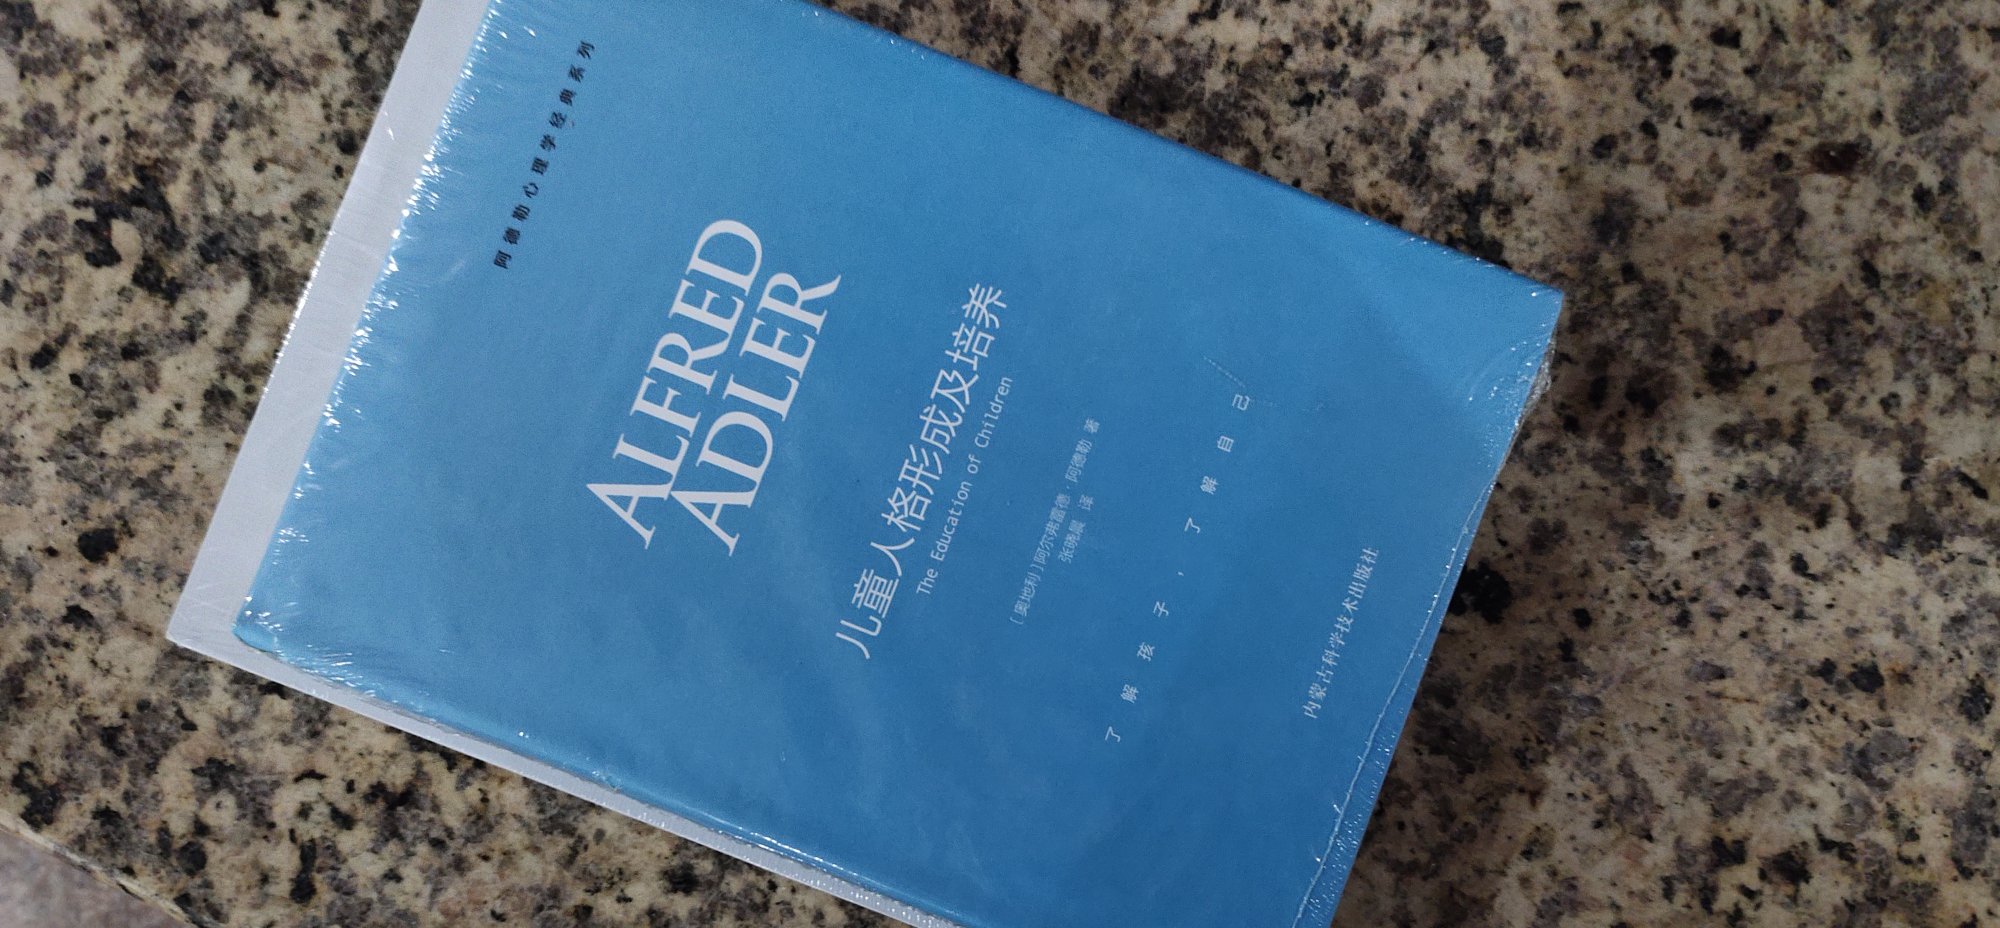 阿德勒心理学经典系列
ALFRED
ADLER
儿童人格形成及培养
The Education of Children
[奥地利]阿尔弗雷德·阿德勒 著
张晓晨 译
了解孩子，了解自己
内蒙古科学技术出版社